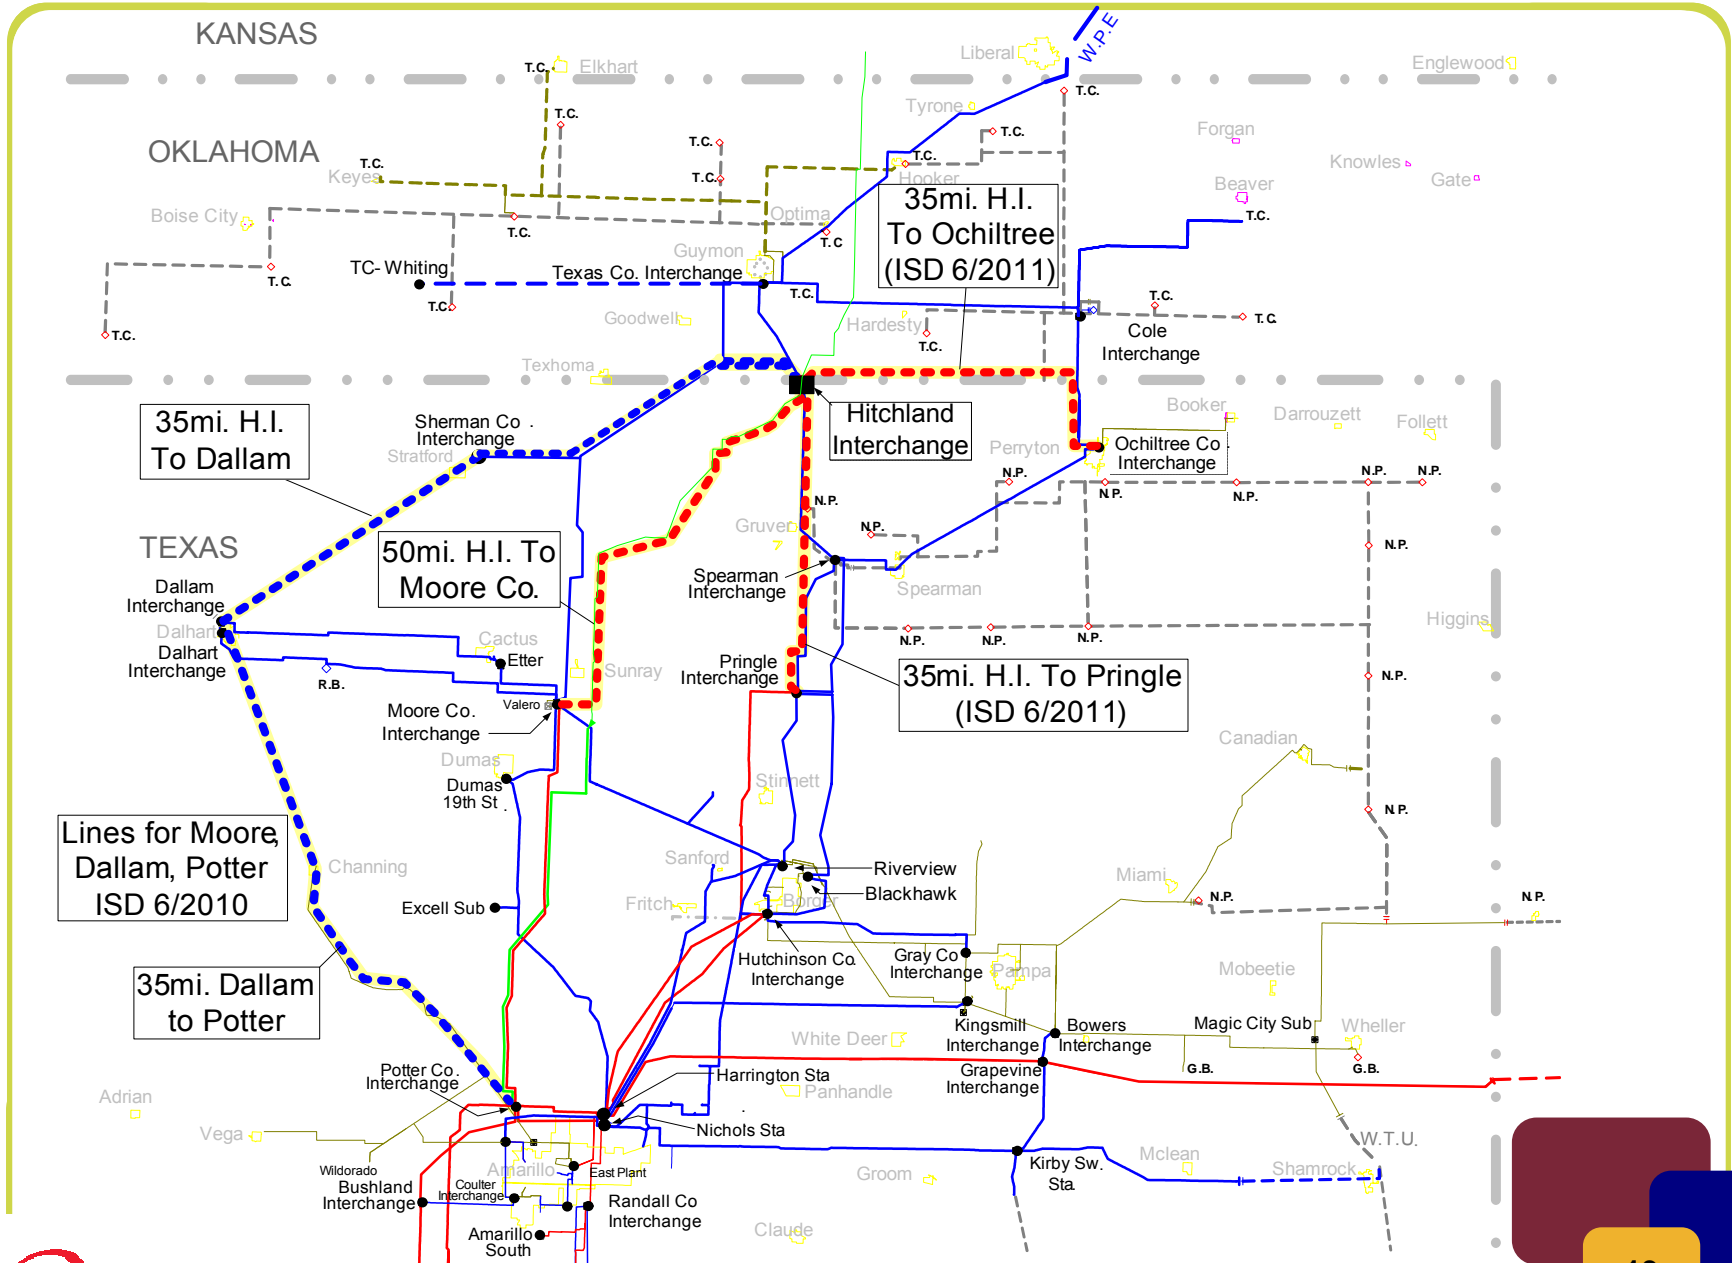 KANSAS
Liberal
W.P.E
Englewood
T.C.
Elkhart
T.C.
Tyrone
T.C.
T.C.
T.C.
Forgan
OKLAHOMA
T.C.
Keyes
T.C.
T.C.
Hooker
Knowles
Gate
Beaver
Boise City
T.C.
Optima
T.C
T.C.
35mi. H.I.
To Ochiltree
(ISD 6/2011)
Guymon
TC- Whiting
Texas Co. Interchange
T.C.
T.C.
T.C.
T.C.
T.C.
T.C.
Goodwell
Hardesty
T.C.
Cole
Interchange
Texhoma
35mi. H.I.
To Dallam
Sherman Co .
Interchange
Stratford
Hitchland
Interchange
Booker
Darrouzett
Follett
Perryton
Ochiltree Co .
Interchange
N.P.
N.P.
N.P.
N.P.
N.P.
N.P.
Gruver
N.P.
N.P.
TEXAS
50mi. H.I. To
Moore Co.
Spearman
Interchange
Spearman
Dallam
Interchange
Dalhart
Dalhart
Interchange
Cactus
Etter
R.B.
Sunray
Higgins
N.P.
N.P.
N.P.
N.P.
Pringle
Interchange
35mi. H.I. To Pringle
(ISD 6/2011)
Valero
Moore Co.
Interchange
Dumas
Dumas
19th St .
Canadian
Stinnett
N.P.
Lines for Moore,
Dallam, Potter
ISD 6/2010
Channing
Sanford
Riverview
Blackhawk
Miami
N.P.
N.P.
Excell Sub
Fritch
Borger
Hutchinson Co.
Interchange
Gray Co
Interchange
Pampa
Mobeetie
35mi. Dallam
to Potter
White Deer
Kingsmill
Interchange
Bowers
Interchange
Magic City Sub
Wheller
Potter Co.
Interchange
Harrington Sta
Grapevine
Interchange
G.B.
G.B.
Adrian
Panhandle
Vega
Nichols Sta
W.T.U.
Wildorado
Bushland
Interchange
Amarillo
Coulter
Interchange
East Plant
Groom
Kirby Sw.
Sta.
Mclean
Shamrock
Randall Co
Interchange
Amarillo
South
Claude